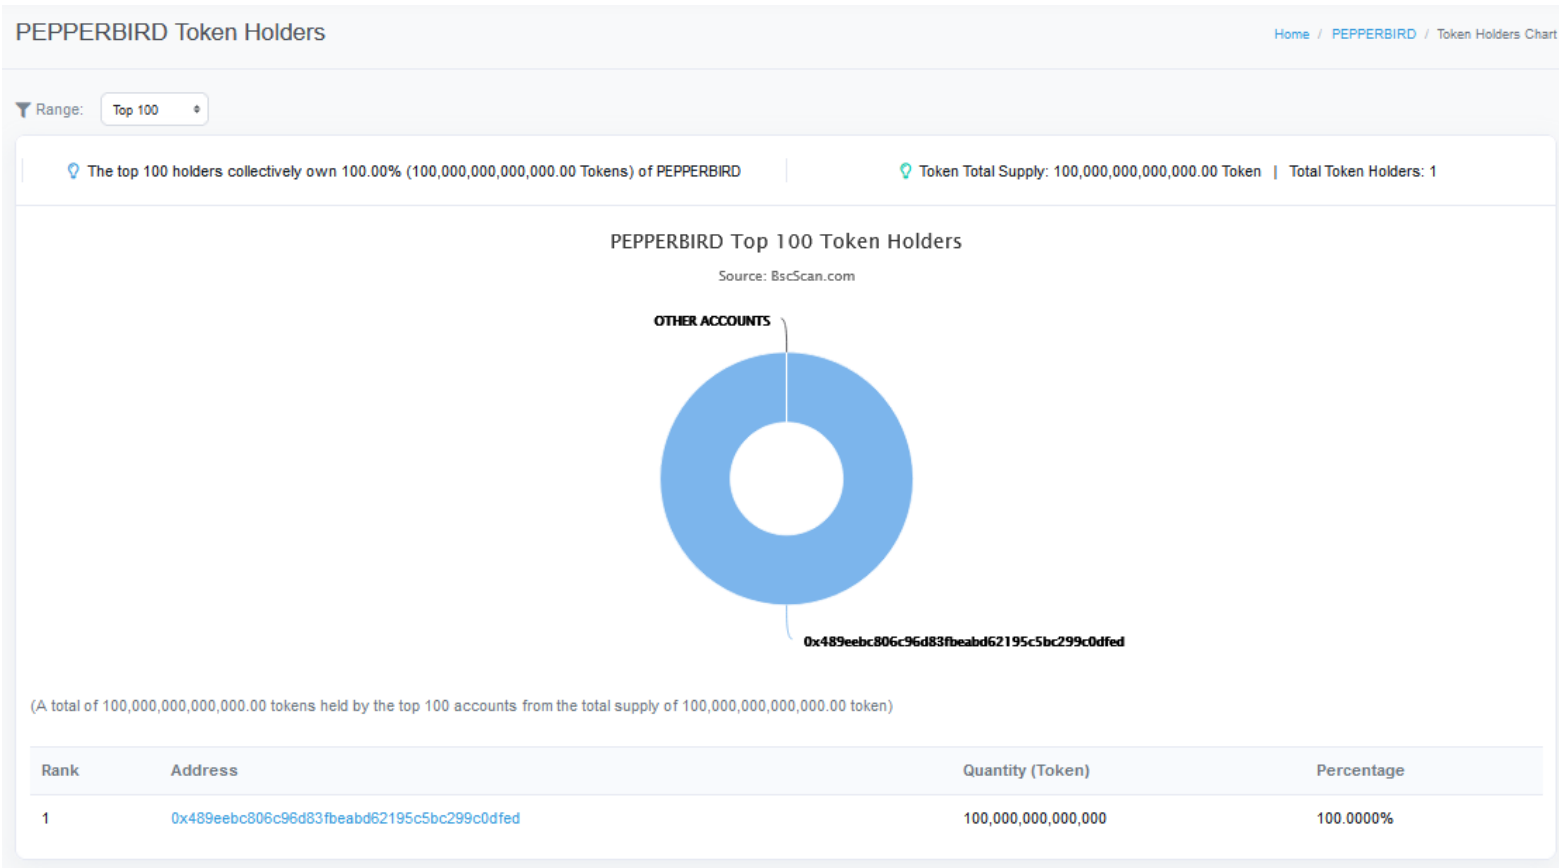 PEPPERBIRD Token Holders
Home / PEPPERBIRD / Token Holders Chart
Range: Top 100
The top 100 holders collectively own 100.00% (100,000,000,000,000.00 Tokens) of PEPPERBIRD
Token Total Supply: 100,000,000,000,000.00 Token | Total Token Holders: 1
PEPPERBIRD Top 100 Token Holders
Source: BscScan.com
OTHER ACCOUNTS
0x489eebc806c96d83fbeabd62195c5bc299c0dfed
(A total of 100,000,000,000,000.00 tokens held by the top 100 accounts from the total supply of 100,000,000,000,000.00 token)
Rank Address Quantity (Token) Percentage
1 0x489eebc806c96d83fbeabd62195c5bc299c0dfed 100,000,000,000,000 100.0000%